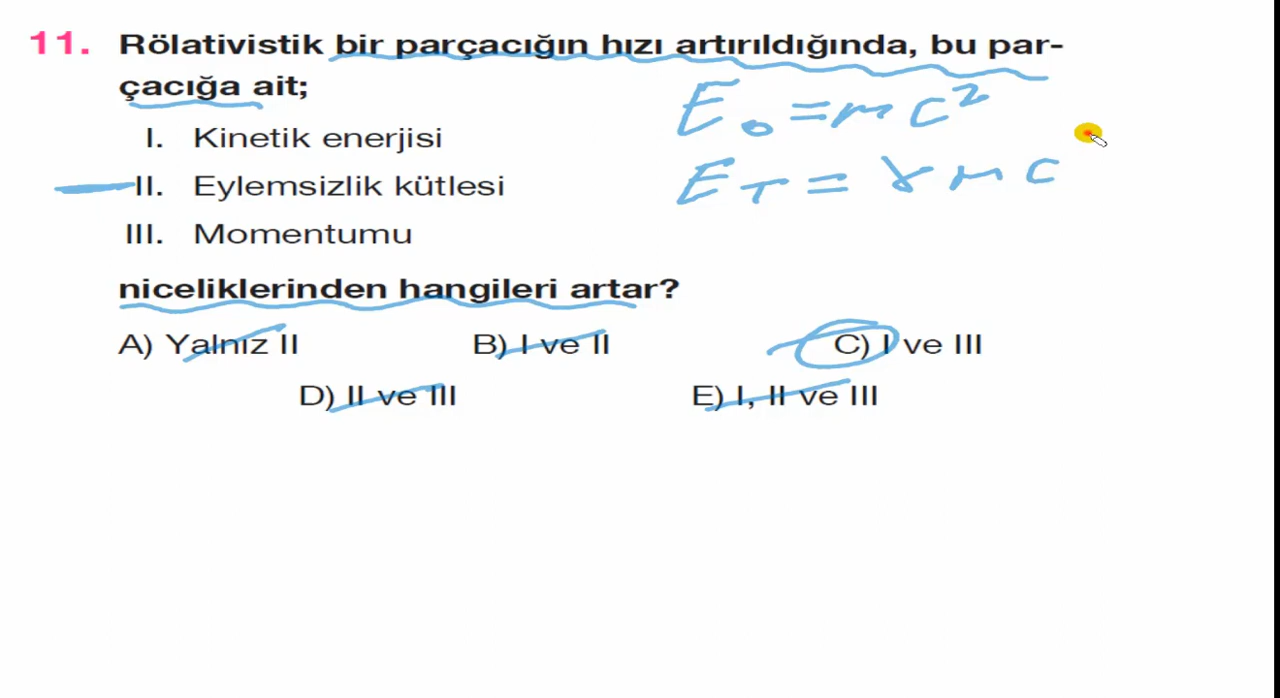 11. Rölativistik bir parçacığın hızı artırıldığında, bu par-
çacığa ait;
I. Kinetik enerjisi
II. Eylemsizlik kütlesi
III. Momentumu
E₀ = mc²
E_T = γ m c
niceliklerinden hangileri artar?
A) Yalnız II B) I ve II C) I ve III
D) II ve III E) I, II ve III